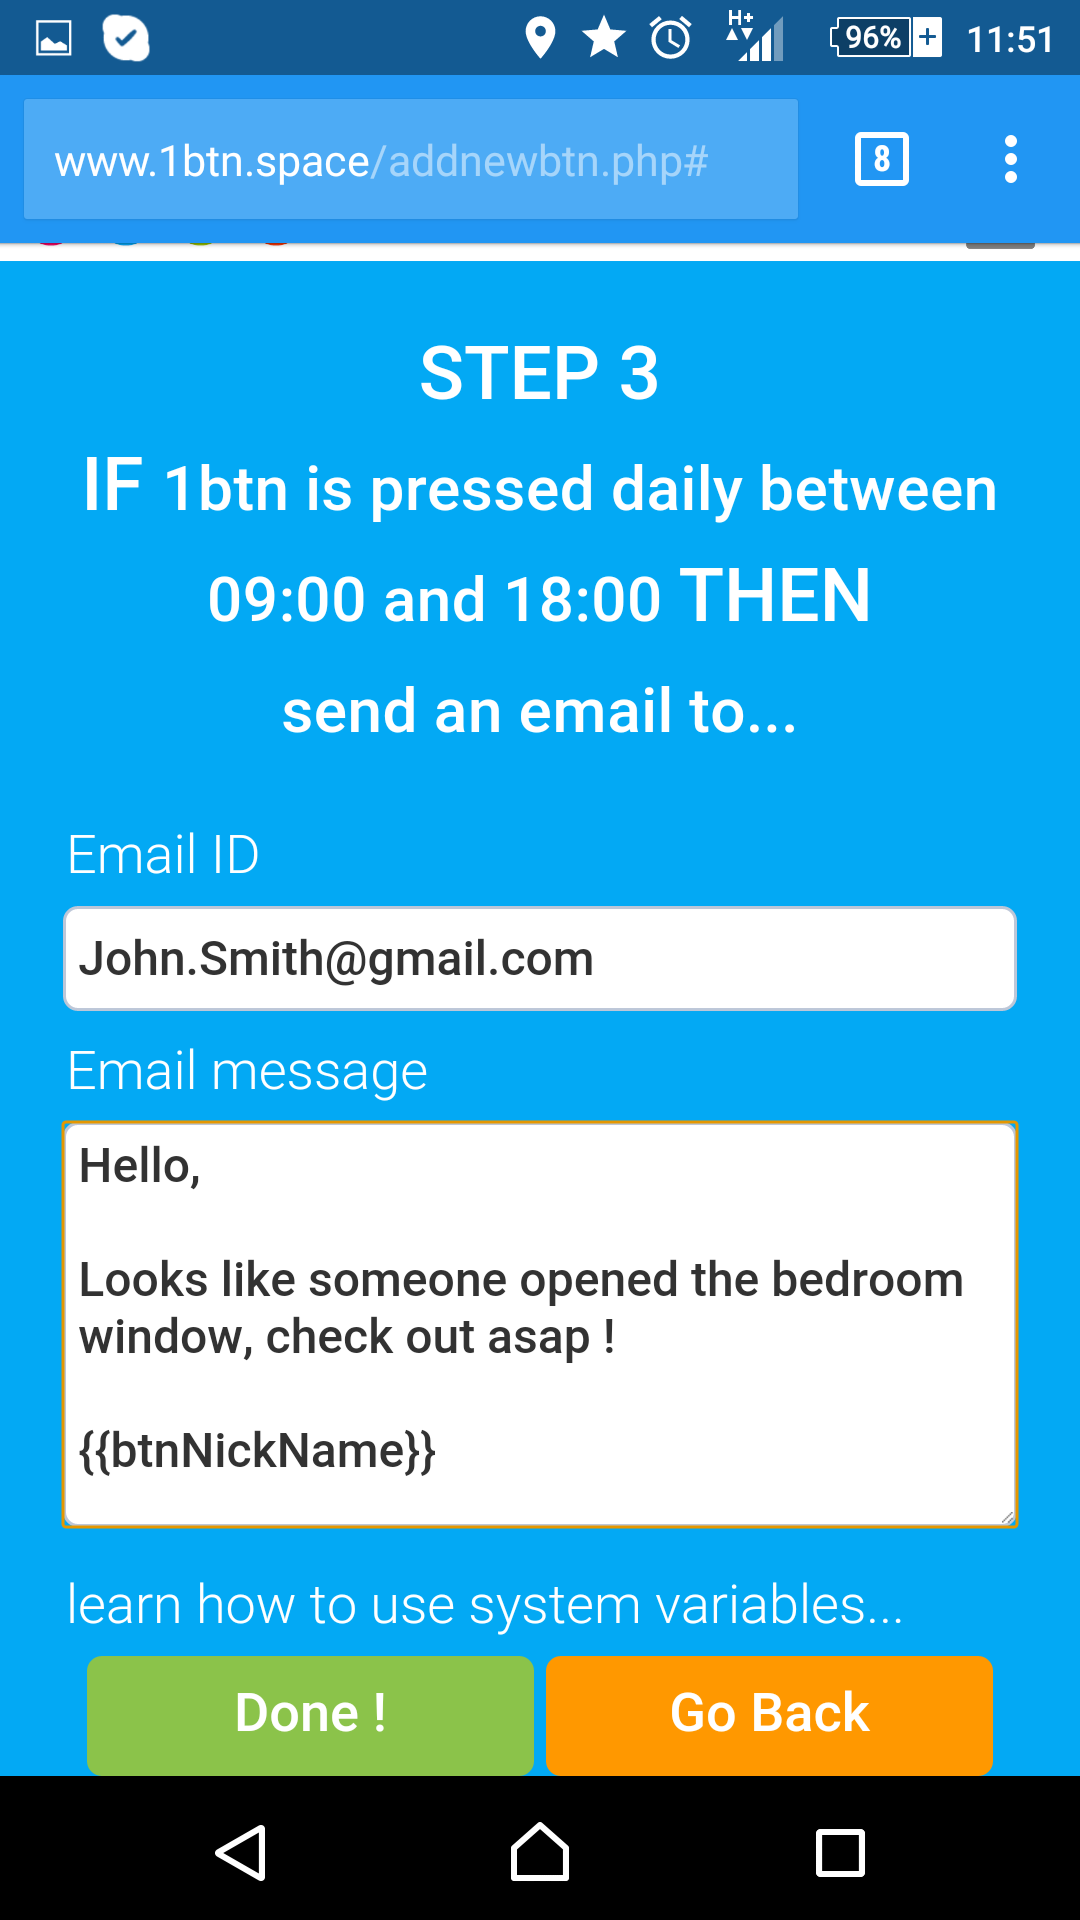 H+
96%
11:51
www.1btn.space/addnewbtn.php#
8
STEP 3
IF 1btn is pressed daily between
09:00 and 18:00 THEN
send an email to...
Email ID
John.Smith@gmail.com
Email message
Hello,
Looks like someone opened the bedroom
window, check out asap !
{{btnNickName}}
learn how to use system variables...
Done !
Go Back